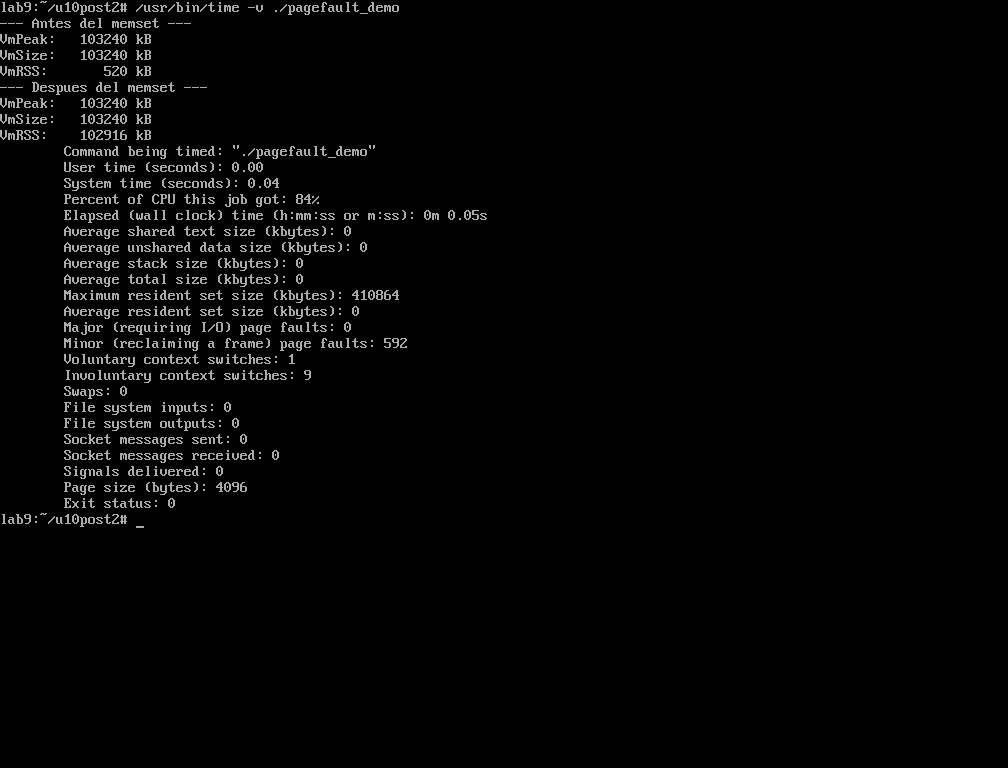 lab9:~/u10post2# /usr/bin/time -v ./pagefault_demo
--- Antes del memset ---
VmPeak:   103240 kB
VmSize:   103240 kB
VmRSS:       520 kB
--- Despues del memset ---
VmPeak:   103240 kB
VmSize:   103240 kB
VmRSS:    102916 kB
        Command being timed: "./pagefault_demo"
        User time (seconds): 0.00
        System time (seconds): 0.04
        Percent of CPU this job got: 84%
        Elapsed (wall clock) time (h:mm:ss or m:ss): 0m 0.05s
        Average shared text size (kbytes): 0
        Average unshared data size (kbytes): 0
        Average stack size (kbytes): 0
        Average total size (kbytes): 0
        Maximum resident set size (kbytes): 410864
        Average resident set size (kbytes): 0
        Major (requiring I/O) page faults: 0
        Minor (reclaiming a frame) page faults: 592
        Voluntary context switches: 1
        Involuntary context switches: 9
        Swaps: 0
        File system inputs: 0
        File system outputs: 0
        Socket messages sent: 0
        Socket messages received: 0
        Signals delivered: 0
        Page size (bytes): 4096
        Exit status: 0
lab9:~/u10post2# _